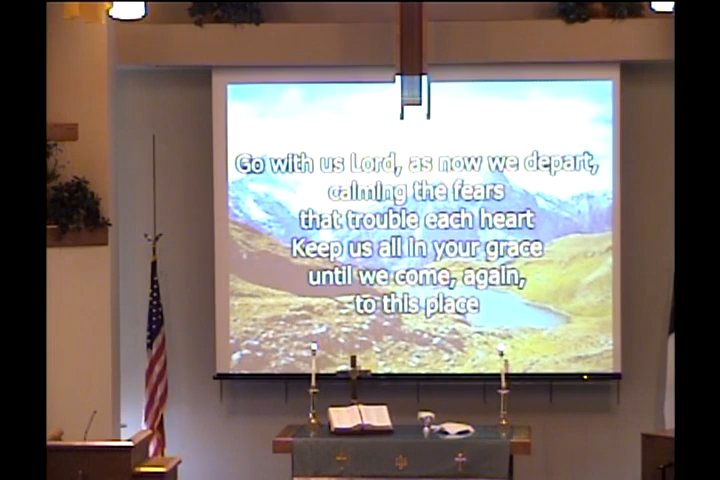 Go with us Lord, as now we depart,
calming the fears
that trouble each heart
Keep us all in your grace
until we come, again,
to this place